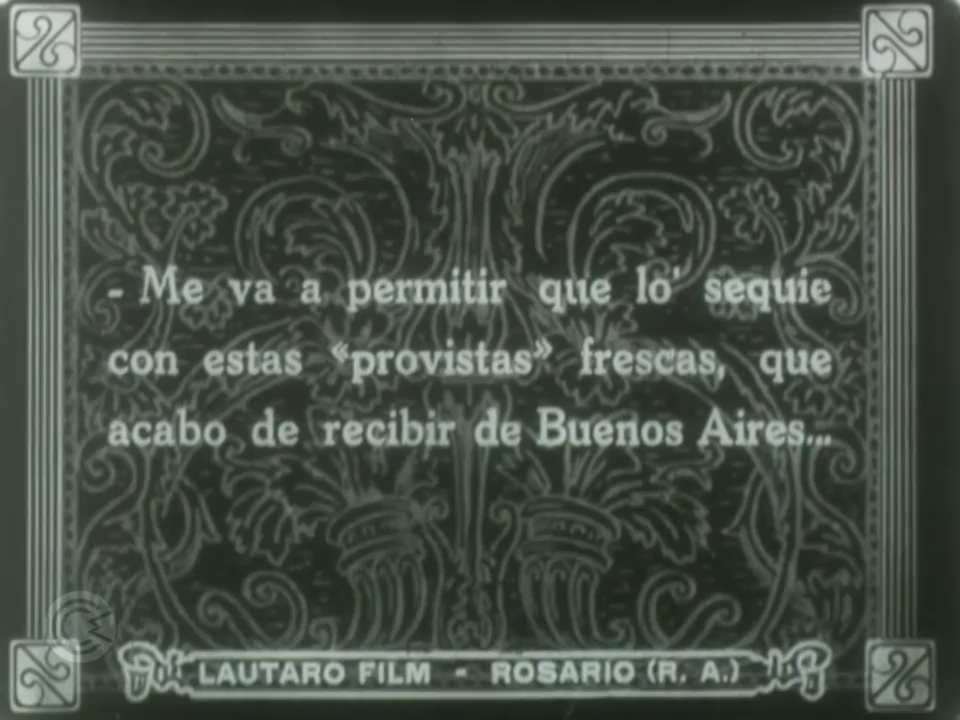 - Me va a permitir que lo' sequie
con estas «provistas» frescas, que
acabo de recibir de Buenos Aires...
LAUTARO FILM - ROSARIO (R. A.)